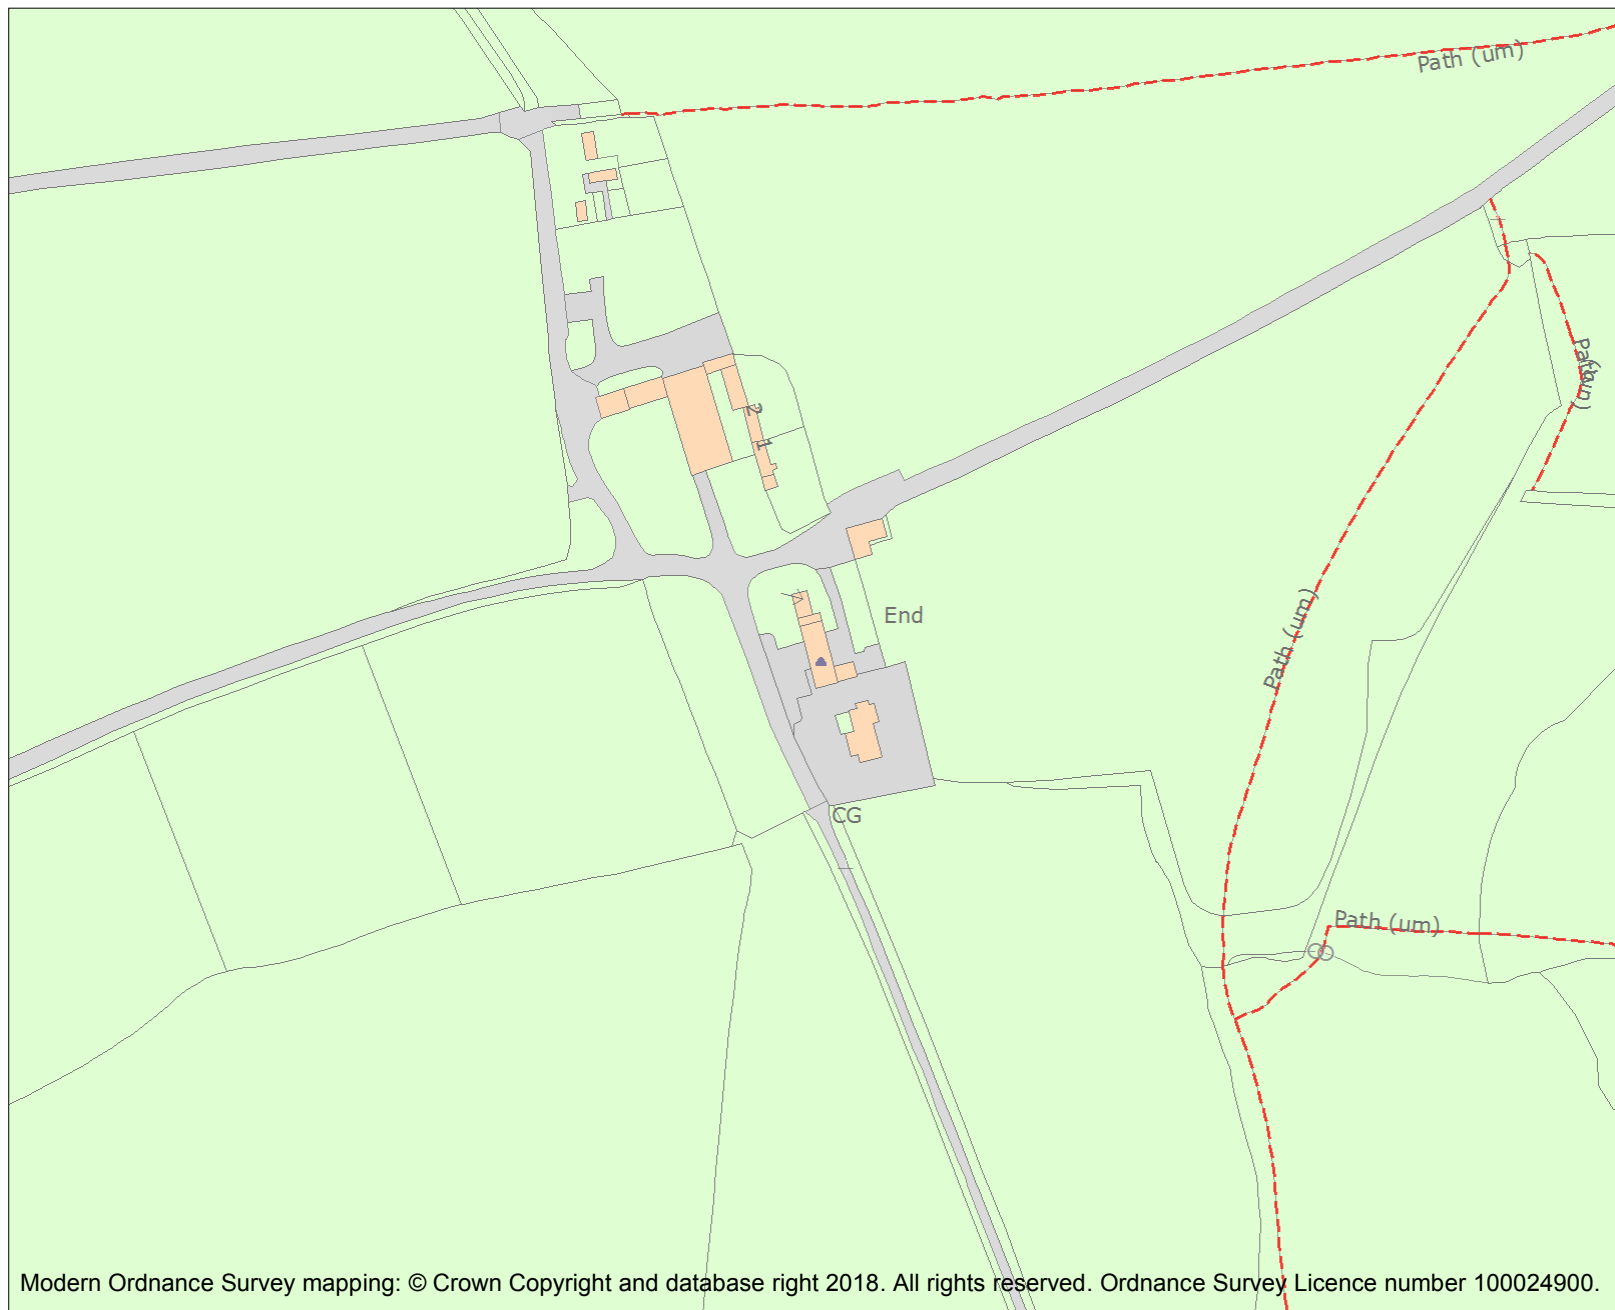 Path (um)
Path (um)
2
1
End
Path (um)
CG
Path (um)
Modern Ordnance Survey mapping: © Crown Copyright and database right 2018. All rights reserved. Ordnance Survey Licence number 100024900.